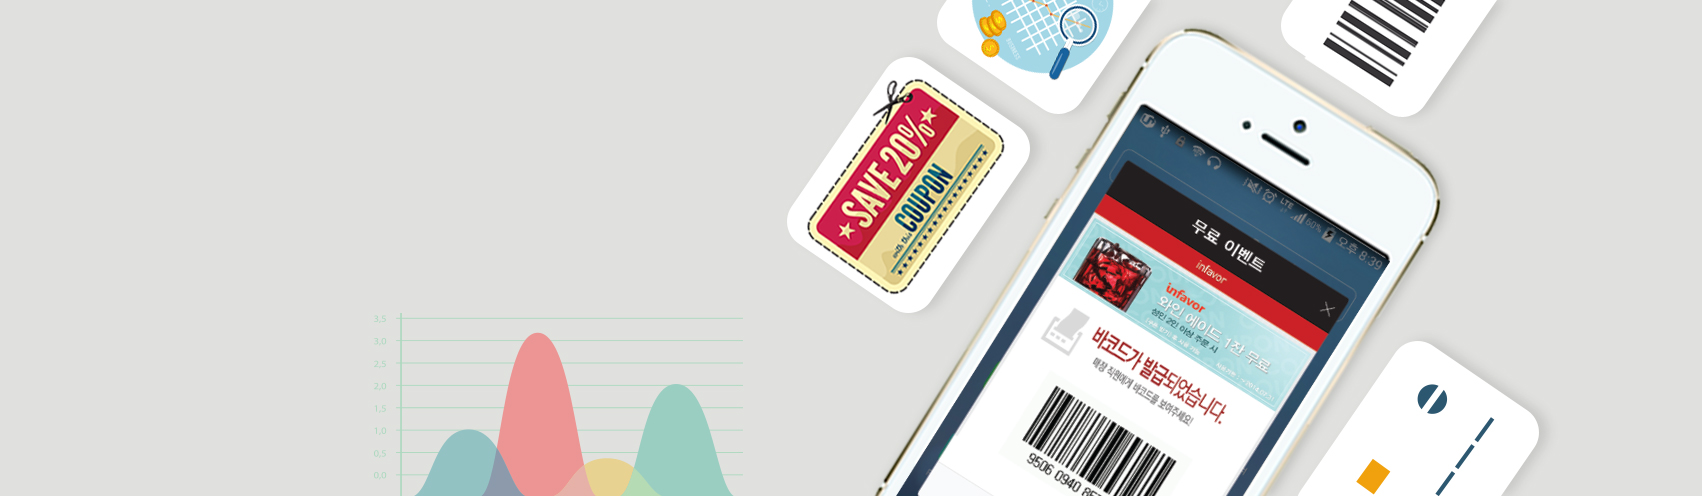 SAVE 20%
with this COUPON
LTE
60%
오후 8:39
무료 이벤트
infavor
infavor
와인 에이드 1잔 무료
성인 2인 이상 주문 시
바코드가 발급되었습니다.
매장 직원에게 바코드를 보여주세요!
9506 0940
3,5
3,0
2,5
2,0
1,5
1,0
0,5
0,0